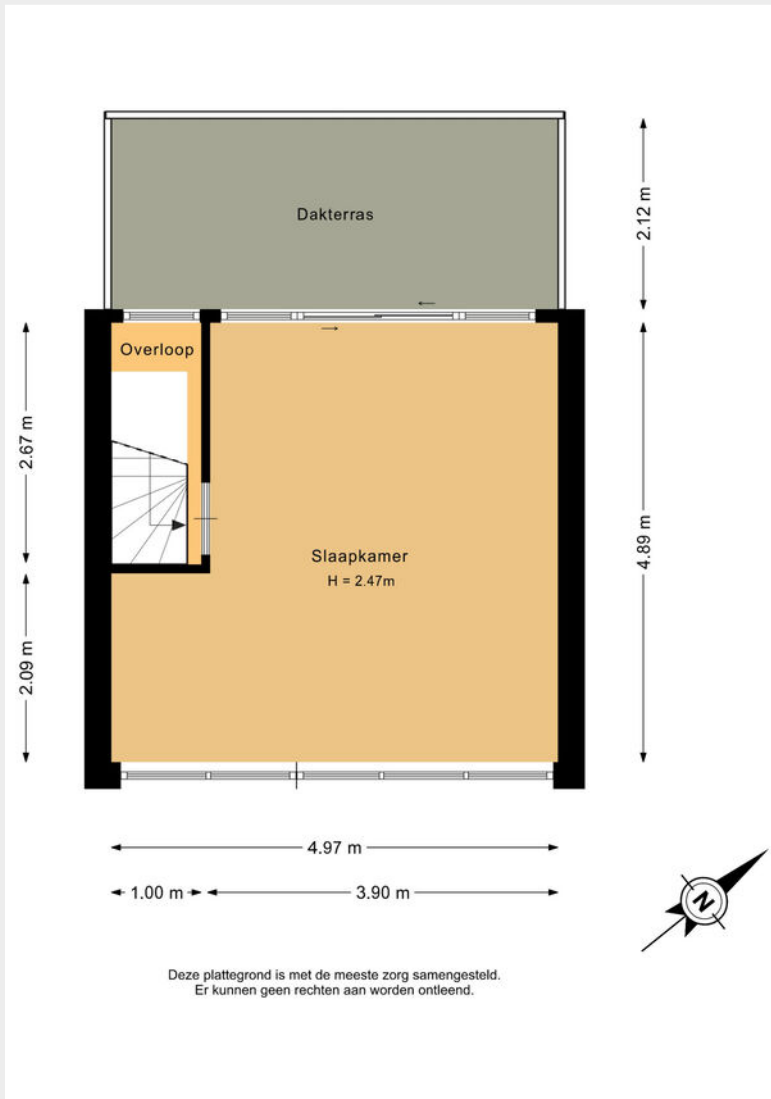 Dakterras
2.12 m
Overloop
2.67 m
4.89 m
Slaapkamer
H = 2.47m
2.09 m
4.97 m
1.00 m
3.90 m
N
Deze plattegrond is met de meeste zorg samengesteld.
Er kunnen geen rechten aan worden ontleend.